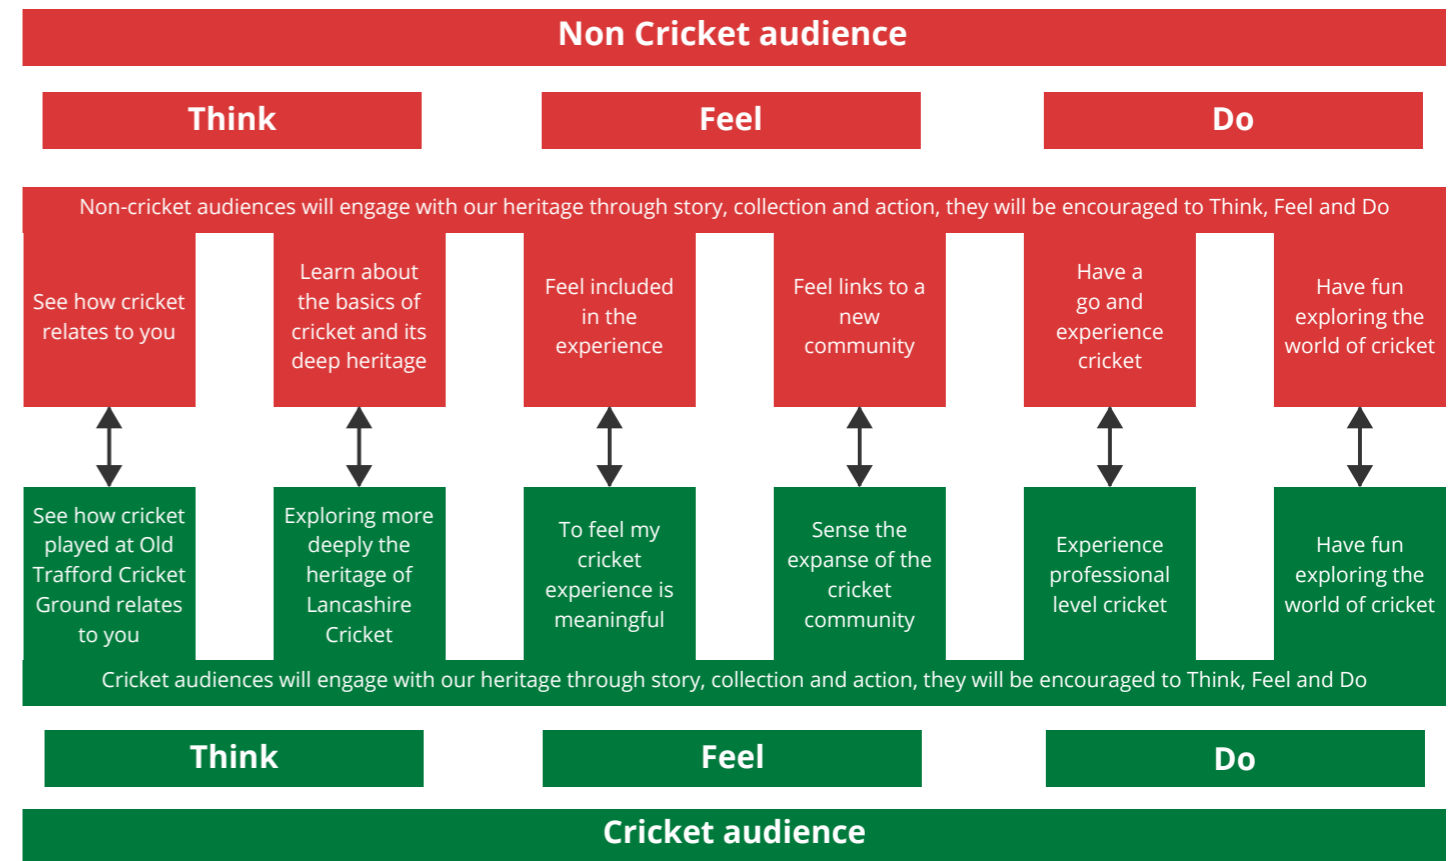 Non Cricket audience
Think
Feel
Do
Non-cricket audiences will engage with our heritage through story, collection and action, they will be encouraged to Think, Feel and Do
See how cricket
relates to you
Learn about
the basics of
cricket and its
deep heritage
Feel included
in the
experience
Feel links to a
new
community
Have a
go and
experience
cricket
Have fun
exploring the
world of cricket
See how cricket
played at Old
Trafford Cricket
Ground relates
to you
Exploring more
deeply the
heritage of
Lancashire
Cricket
To feel my
cricket
experience is
meaningful
Sense the
expanse of the
cricket
community
Experience
professional
level cricket
Have fun
exploring the
world of cricket
Cricket audiences will engage with our heritage through story, collection and action, they will be encouraged to Think, Feel and Do
Think
Feel
Do
Cricket audience